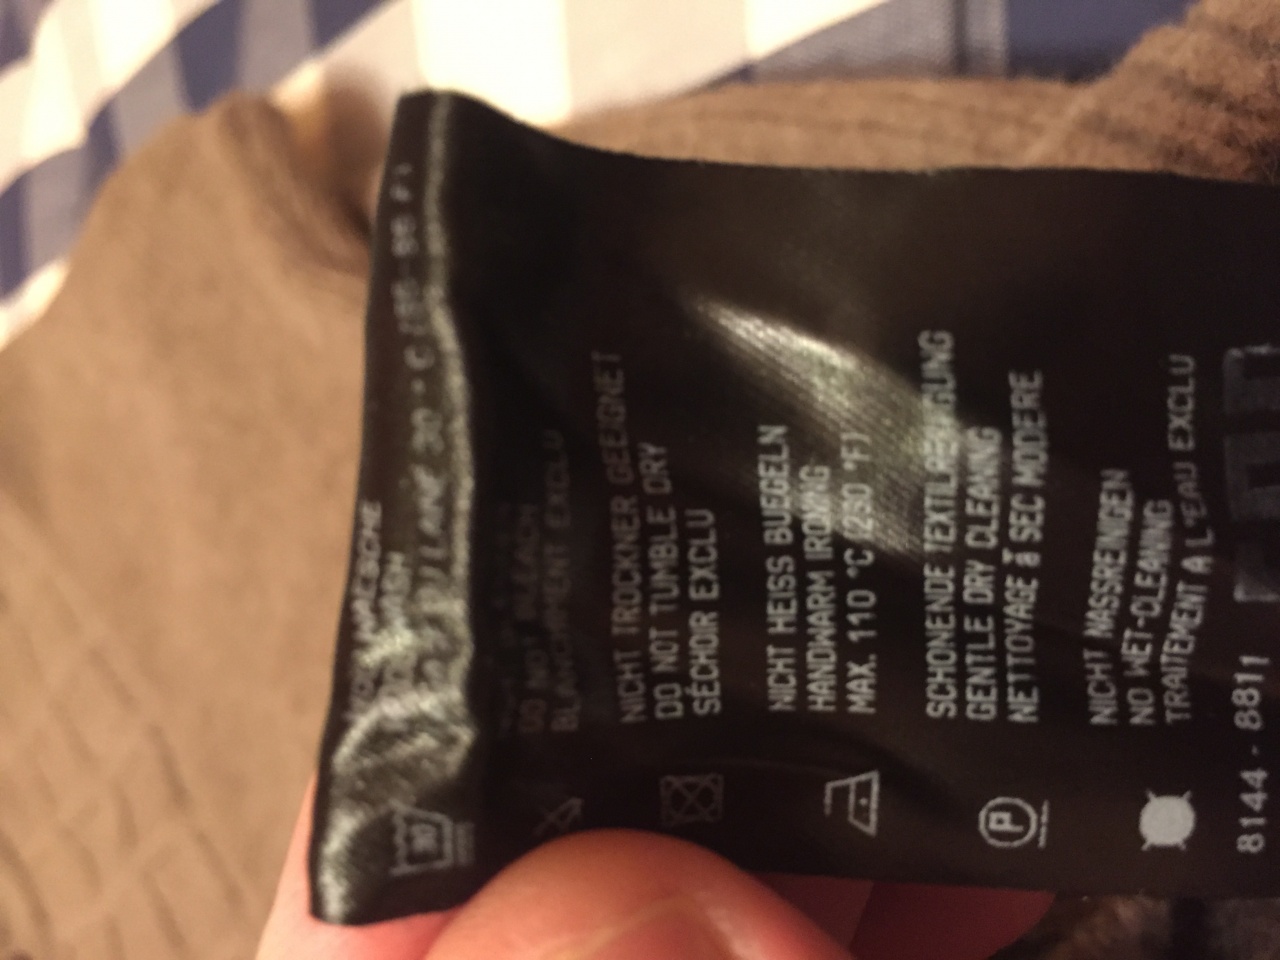 30
DO NOT BLEACH
BLANCHIMENT EXCLU
NICHT TROCKNER GEEIGNET
DO NOT TUMBLE DRY
SÉCHOIR EXCLU
NICHT HEISS BUEGELN
HANDWARM IRONING
MAX. 110 °C (230 °F)
P
SCHONENDE TEXTILREINIGUNG
GENTLE DRY CLEANING
NETTOYAGE à SEC MODERE
NICHT NASSREINIGEN
NO WET-CLEANING
TRAITEMENT A L'EAU EXCLU
8144 - 8811